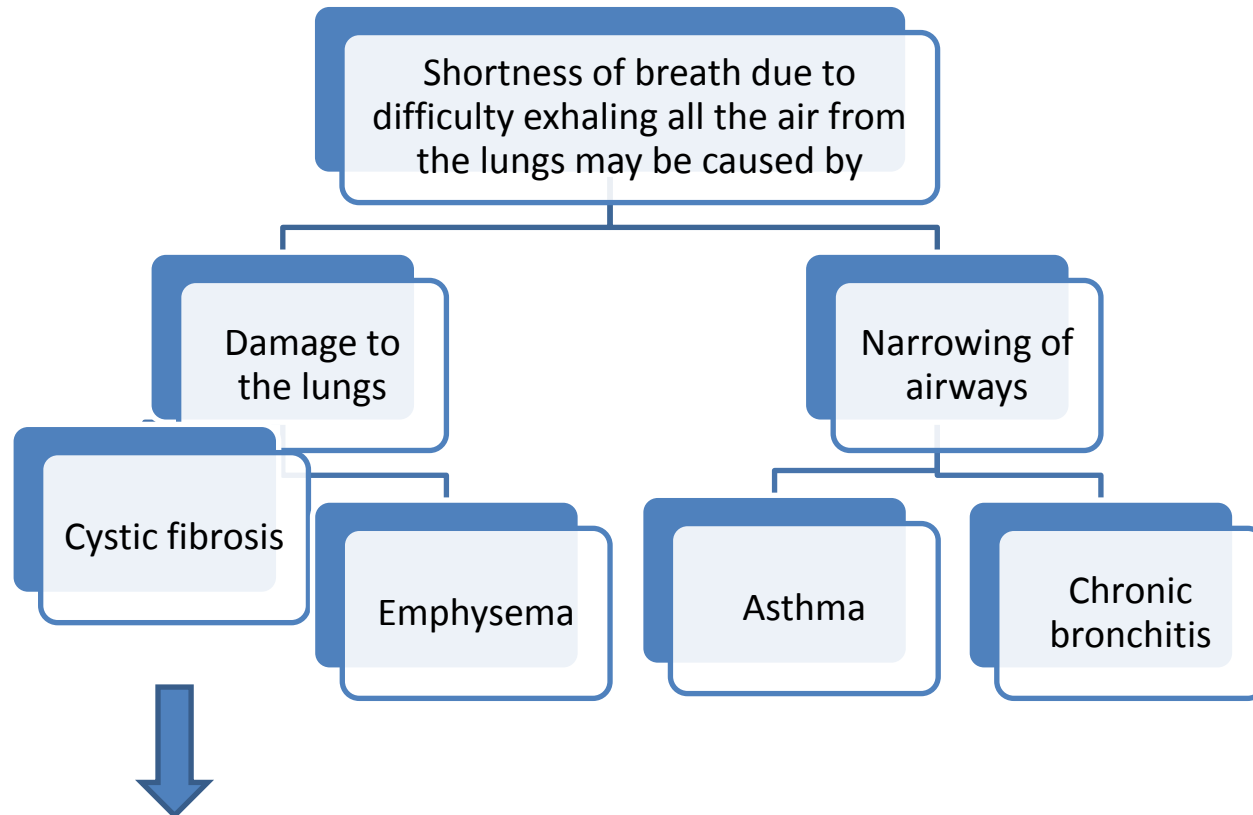 Shortness of breath due to
difficulty exhaling all the air from
the lungs may be caused by
Damage to
the lungs
Narrowing of
airways
Cystic fibrosis
Emphysema
Asthma
Chronic
bronchitis